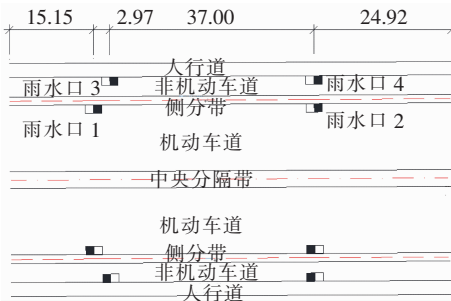 15.15 2.97 37.00 24.92
人行道
雨水口 3 非机动车道 雨水口 4
侧分带
雨水口 1 雨水口 2
机动车道
中央分隔带
机动车道
侧分带
非机动车道
人行道